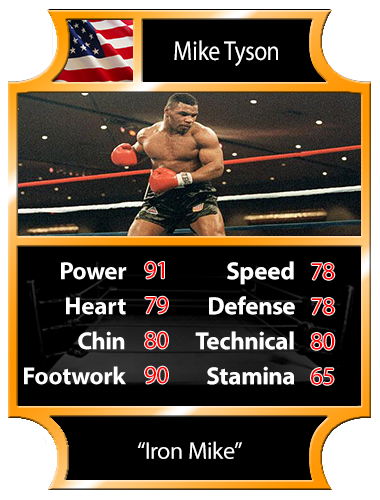 Mike Tyson
Power 91 Speed 78
Heart 79 Defense 78
Chin 80 Technical 80
Footwork 90 Stamina 65
“Iron Mike”